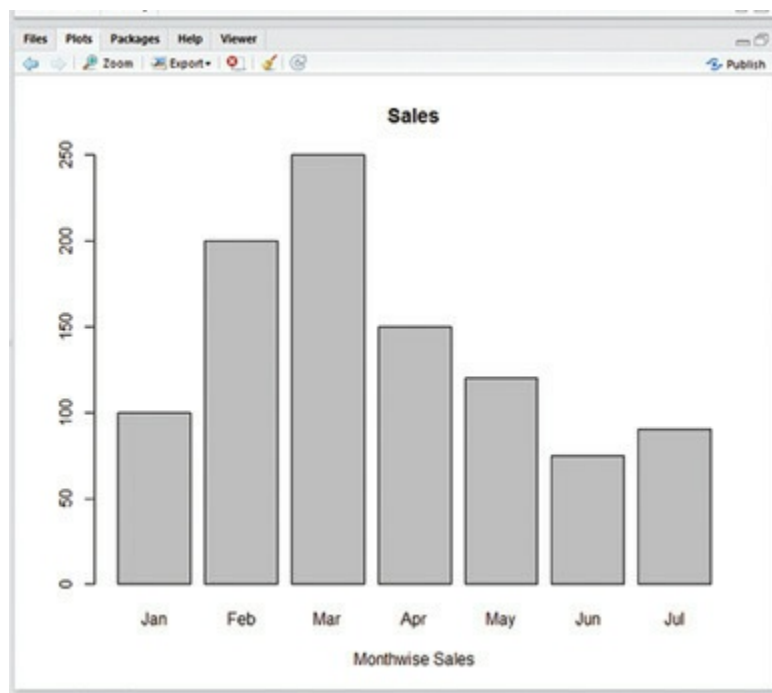 Files Plots Packages Help Viewer
Zoom Export Publish
Sales
250
200
150
100
50
0
Jan Feb Mar Apr May Jun Jul
Monthwise Sales